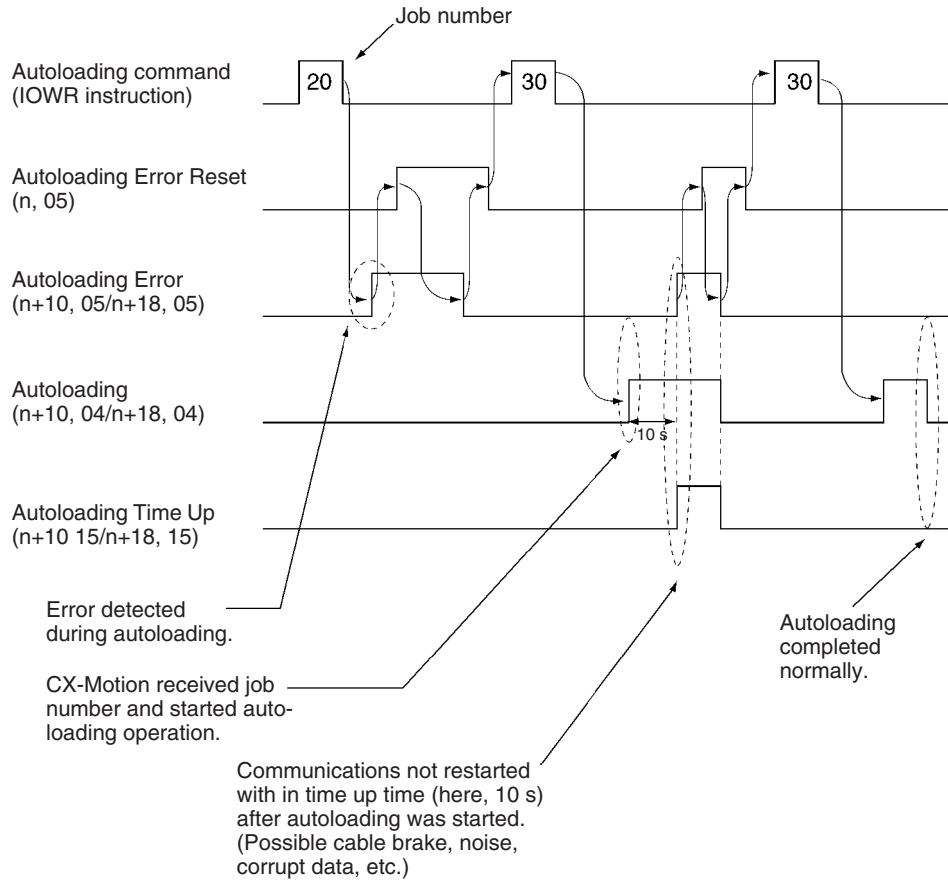 Job number
Autoloading command
(IOWR instruction)
20
30
30
Autoloading Error Reset
(n, 05)
Autoloading Error
(n+10, 05/n+18, 05)
Autoloading
(n+10, 04/n+18, 04)
10 s
Autoloading Time Up
(n+10 15/n+18, 15)
Error detected
during autoloading.
Autoloading
completed
normally.
CX-Motion received job
number and started auto-
loading operation.
Communications not restarted
with in time up time (here, 10 s)
after autoloading was started.
(Possible cable brake, noise,
corrupt data, etc.)